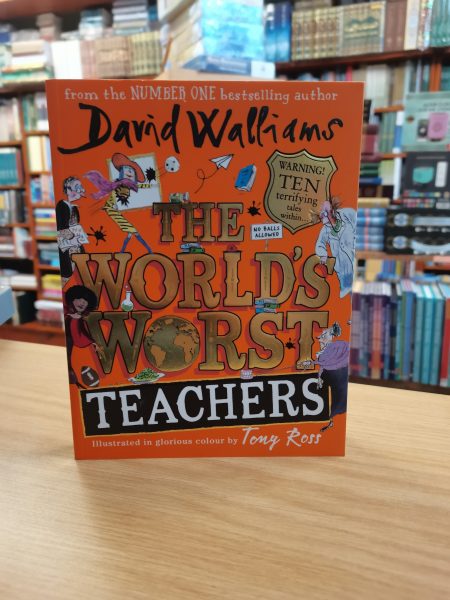 from the NUMBER ONE bestselling author
David Walliams
WARNING!
TEN
terrifying
tales
within...
THE
NO BALLS
ALLOWED
WORLD'S
WORST
TEACHERS
Illustrated in glorious colour by Tony Ross